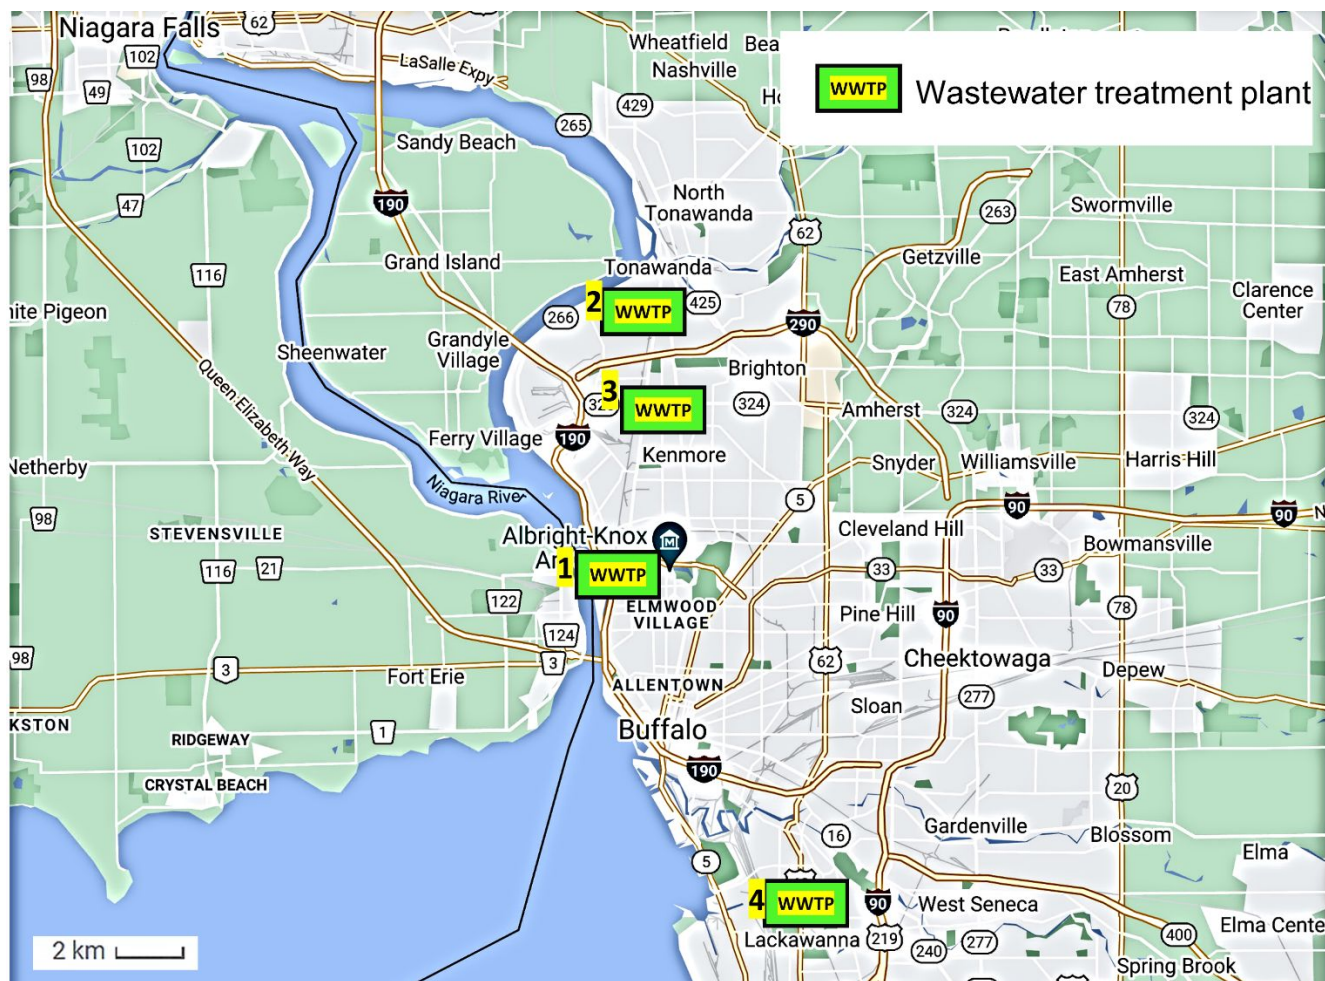 Niagara Falls
62
102
98
49
LaSalle Expy
Wheatfield
Nashville
WWTP
Wastewater treatment plant
429
265
102
Sandy Beach
47
190
North
Tonawanda
62
263
Swormville
116
Grand Island
Tonawanda
Getzville
East Amherst
Clarence
Center
2
WWTP
425
266
290
78
Sheenwater
Grandyle
Village
Queen Elizabeth Way
Brighton
3
WWTP
324
Amherst
324
324
Ferry Village
190
Kenmore
Snyder
Williamsville
Harris Hill
Netherby
Niagara River
5
90
90
98
STEVENSVILLE
Albright-Knox
M
Cleveland Hill
Bowmansville
116
21
1
WWTP
33
33
122
ELMWOOD
VILLAGE
Pine Hill
90
78
124
98
3
Fort Erie
3
62
Cheektowaga
Depew
ALLENTOWN
277
Sloan
RIDGEWAY
1
Buffalo
CRYSTAL BEACH
190
20
16
Gardenville
Blossom
5
Elma
4
WWTP
90
West Seneca
Lackawanna
219
240
277
400
Spring Brook
2 km